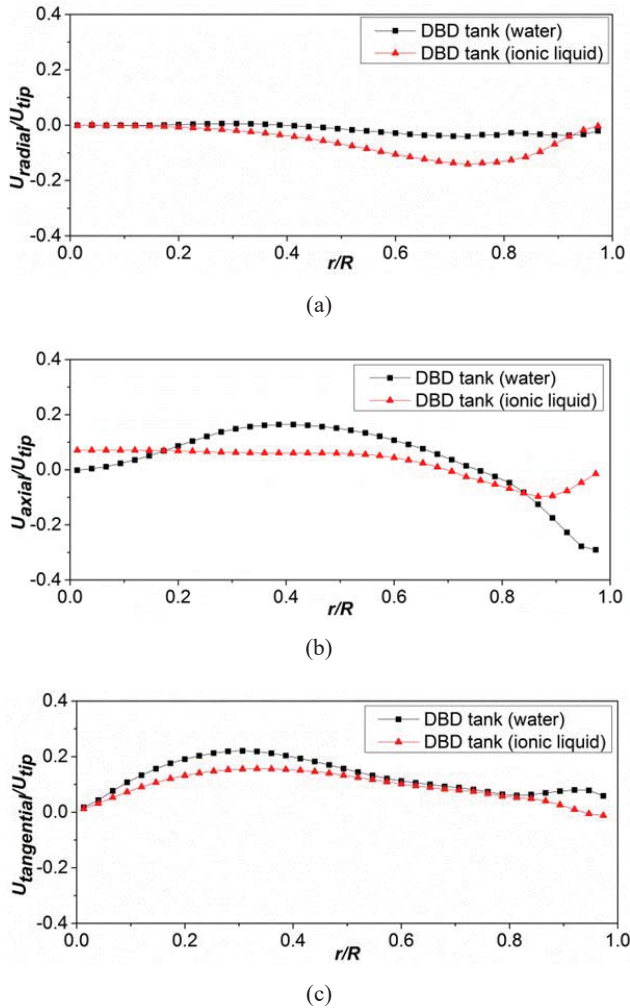 0.4
DBD tank (water)
DBD tank (ionic liquid)
0.2
0.0
-0.2
-0.4
U_radial/U_tip
0.0 0.2 0.4 0.6 0.8 1.0
r/R
(a)
0.4
DBD tank (water)
DBD tank (ionic liquid)
0.2
0.0
-0.2
-0.4
U_axial/U_tip
0.0 0.2 0.4 0.6 0.8 1.0
r/R
(b)
0.4
DBD tank (water)
DBD tank (ionic liquid)
0.2
0.0
-0.2
-0.4
U_tangential/U_tip
0.0 0.2 0.4 0.6 0.8 1.0
r/R
(c)